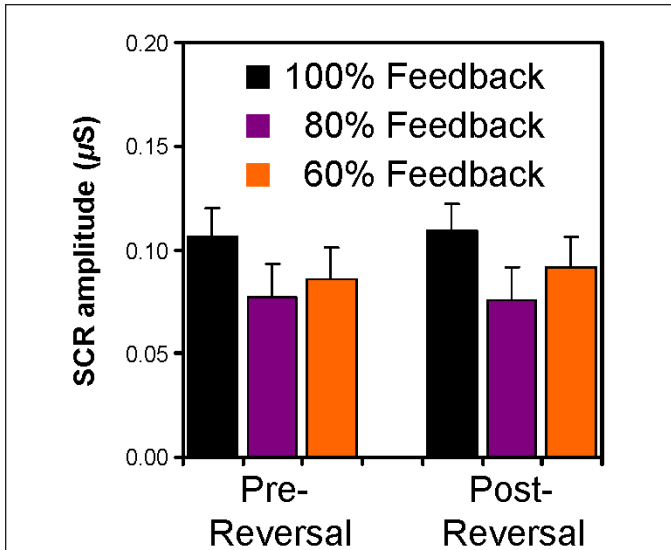 0.20
0.15
0.10
0.05
0.00
SCR amplitude (µS)
100% Feedback
80% Feedback
60% Feedback
Pre-
Reversal
Post-
Reversal